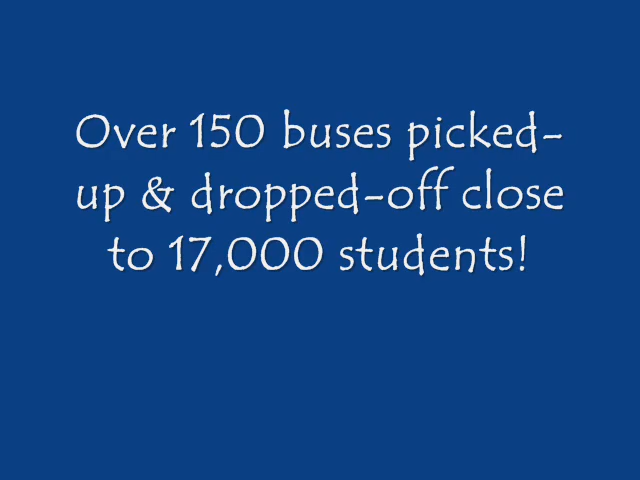 Over 150 buses picked-
up & dropped-off close
to 17,000 students!